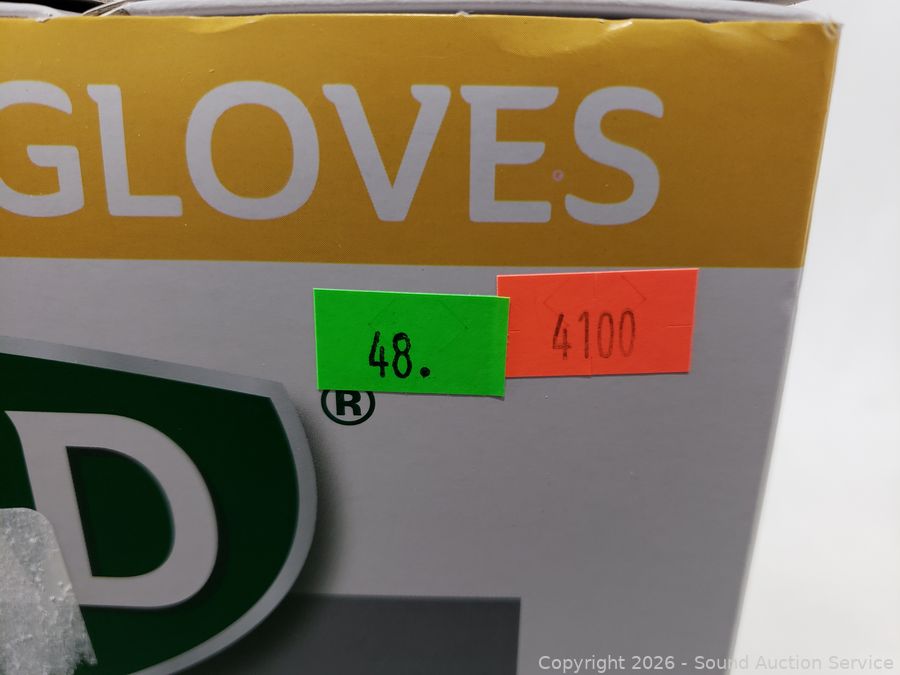 GLOVES
48.
4100
®
D
Copyright 2026 - Sound Auction Service